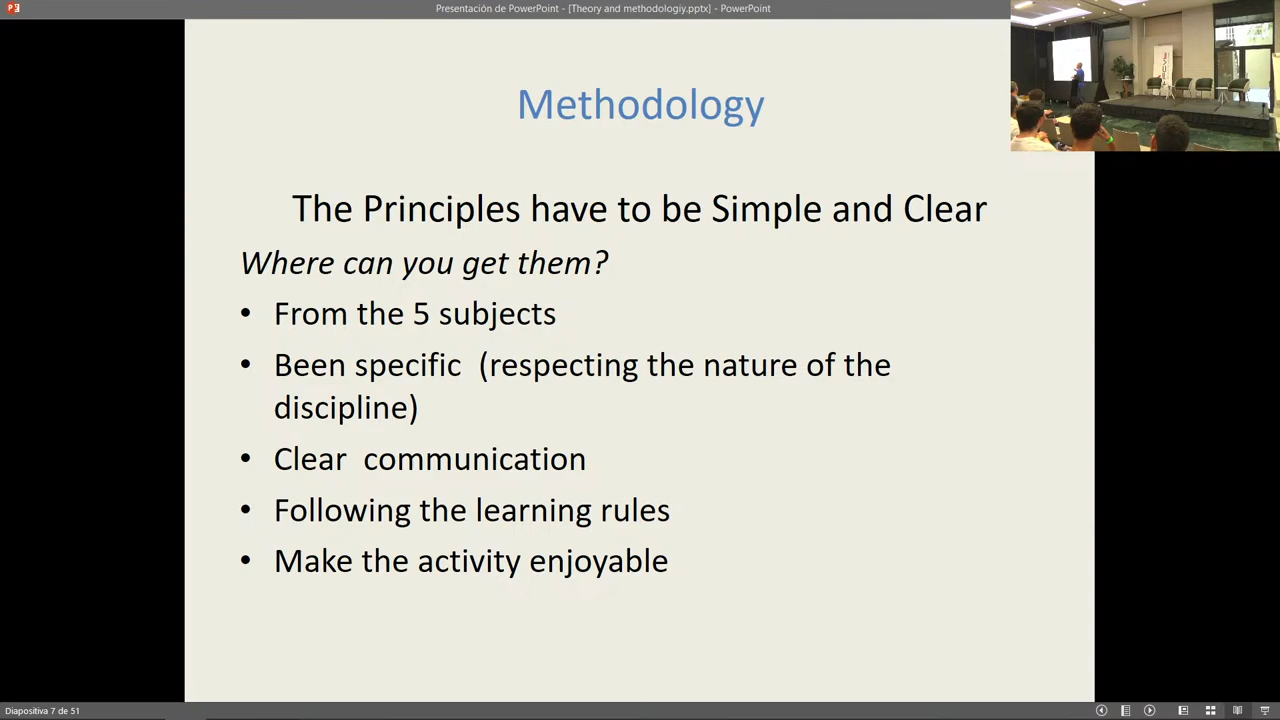 Presentación de PowerPoint - [Theory and methodologiy.pptx] - PowerPoint
Methodology
The Principles have to be Simple and Clear
Where can you get them?
• From the 5 subjects
• Been specific (respecting the nature of the
discipline)
• Clear communication
• Following the learning rules
• Make the activity enjoyable
Diapositiva 7 de 51